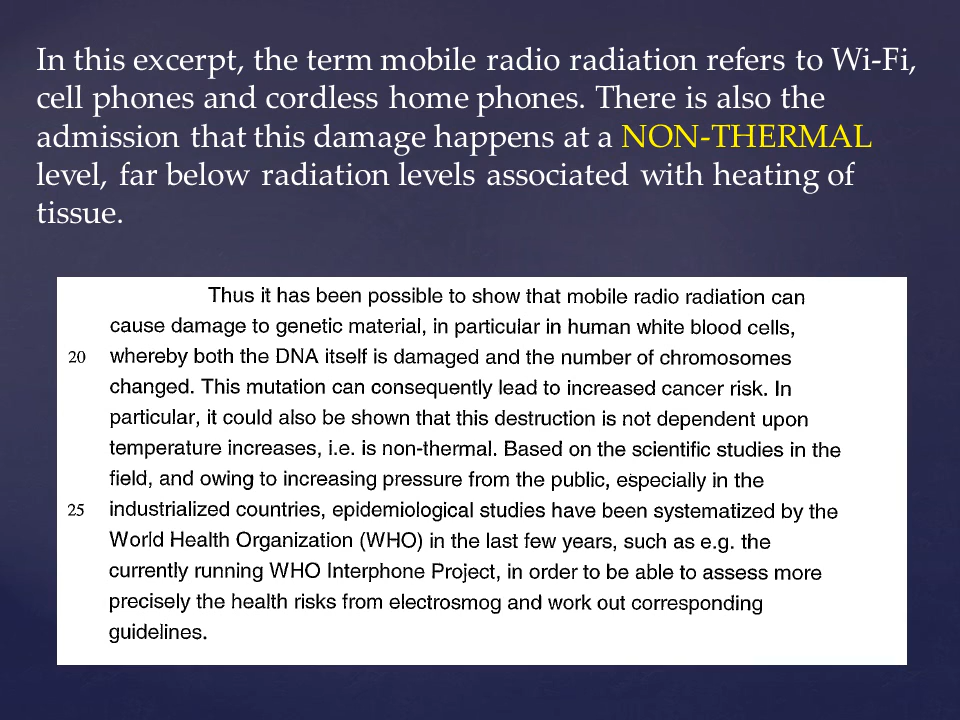 In this excerpt, the term mobile radio radiation refers to Wi-Fi,
cell phones and cordless home phones. There is also the
admission that this damage happens at a NON-THERMAL
level, far below radiation levels associated with heating of
tissue.
Thus it has been possible to show that mobile radio radiation can
cause damage to genetic material, in particular in human white blood cells,
20 whereby both the DNA itself is damaged and the number of chromosomes
changed. This mutation can consequently lead to increased cancer risk. In
particular, it could also be shown that this destruction is not dependent upon
temperature increases, i.e. is non-thermal. Based on the scientific studies in the
field, and owing to increasing pressure from the public, especially in the
25 industrialized countries, epidemiological studies have been systematized by the
World Health Organization (WHO) in the last few years, such as e.g. the
currently running WHO Interphone Project, in order to be able to assess more
precisely the health risks from electrosmog and work out corresponding
guidelines.